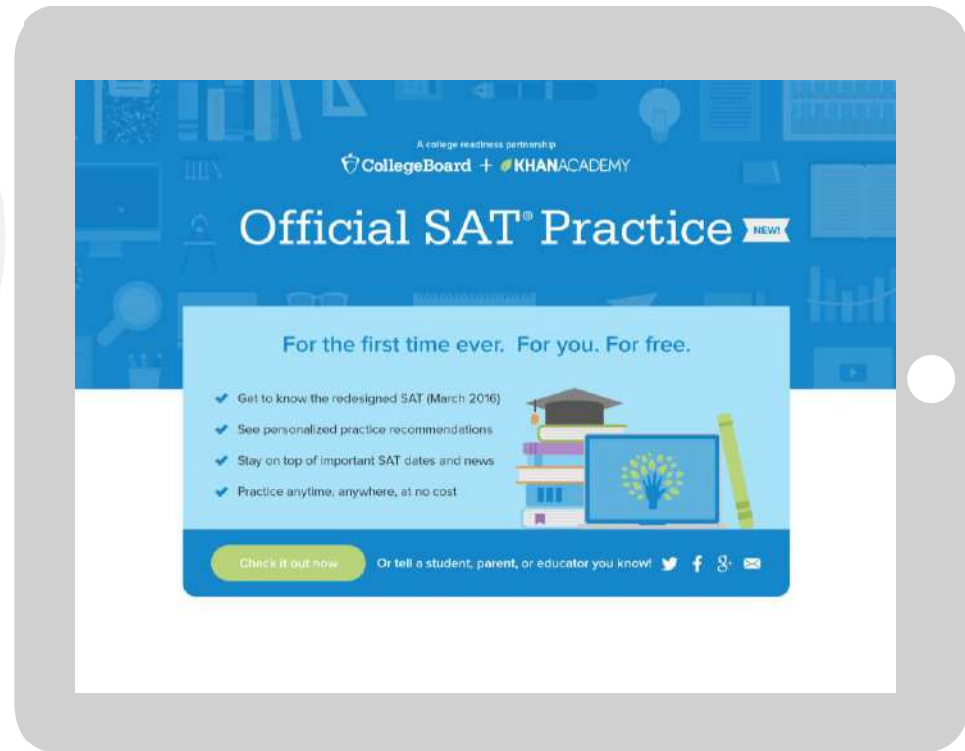 A college readiness partnership
CollegeBoard + KHANACADEMY
Official SAT® Practice NEW!
For the first time ever. For you. For free.
Get to know the redesigned SAT (March 2016)
See personalized practice recommendations
Stay on top of important SAT dates and news
Practice anytime, anywhere, at no cost
Check it out now Or tell a student, parent, or educator you know!